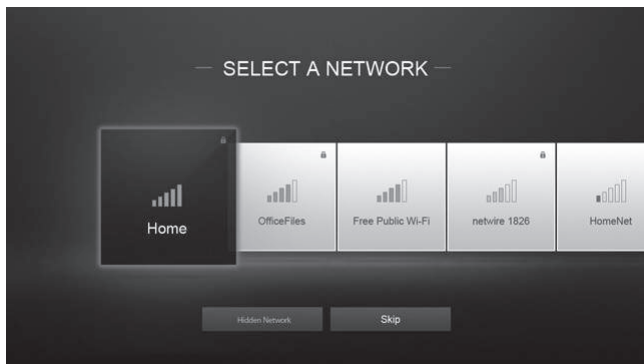 SELECT A NETWORK
Home
OfficeFiles
Free Public Wi-Fi
netwire 1826
HomeNet
Hidden Network
Skip